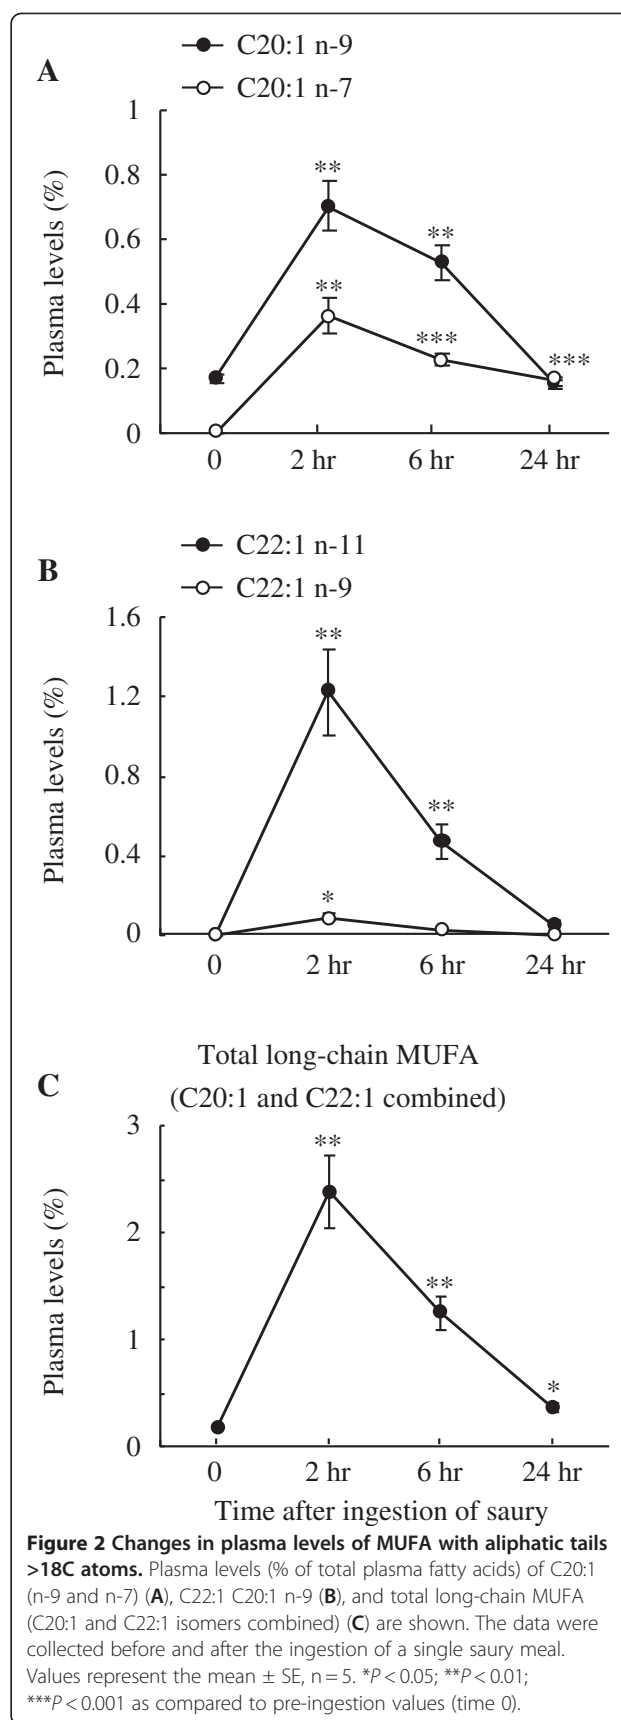 A
C20:1 n-9
C20:1 n-7
Plasma levels (%)
1
0.8
0.6
0.4
0.2
0
**
**
**
***
***
0 2 hr 6 hr 24 hr
B
C22:1 n-11
C22:1 n-9
Plasma levels (%)
1.6
1.2
0.8
0.4
0
**
**
*
0 2 hr 6 hr 24 hr
C
Total long-chain MUFA
(C20:1 and C22:1 combined)
Plasma levels (%)
3
2
1
0
**
**
*
0 2 hr 6 hr 24 hr
Time after ingestion of saury
Figure 2 Changes in plasma levels of MUFA with aliphatic tails
>18C atoms. Plasma levels (% of total plasma fatty acids) of C20:1
(n-9 and n-7) (A), C22:1 C20:1 n-9 (B), and total long-chain MUFA
(C20:1 and C22:1 isomers combined) (C) are shown. The data were
collected before and after the ingestion of a single saury meal.
Values represent the mean ± SE, n = 5. *P < 0.05; **P < 0.01;
***P < 0.001 as compared to pre-ingestion values (time 0).